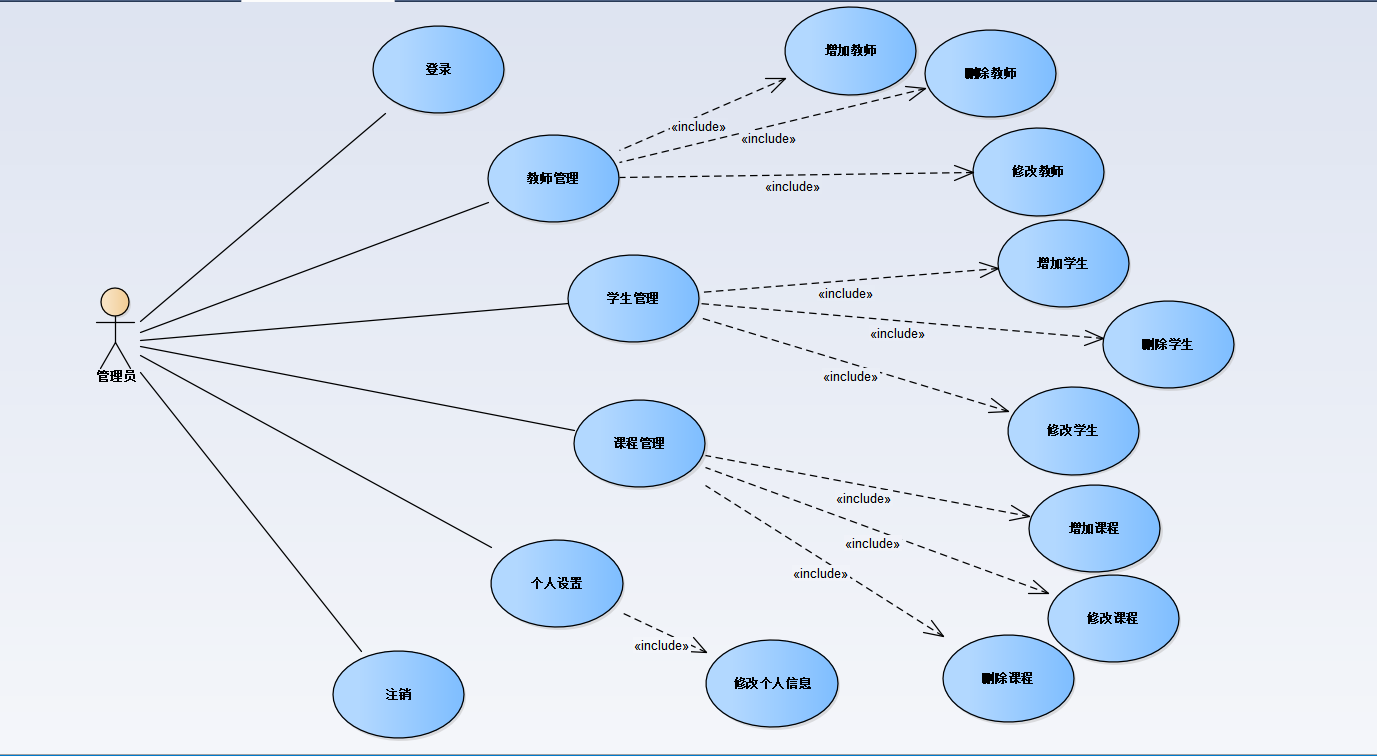 登录
增加教师
删除教师
«include»
«include»
教师管理
修改教师
«include»
增加学生
学生管理
«include»
«include»
删除学生
管理员
«include»
修改学生
课程管理
«include»
增加课程
«include»
«include»
个人设置
修改课程
«include»
删除课程
修改个人信息
注销